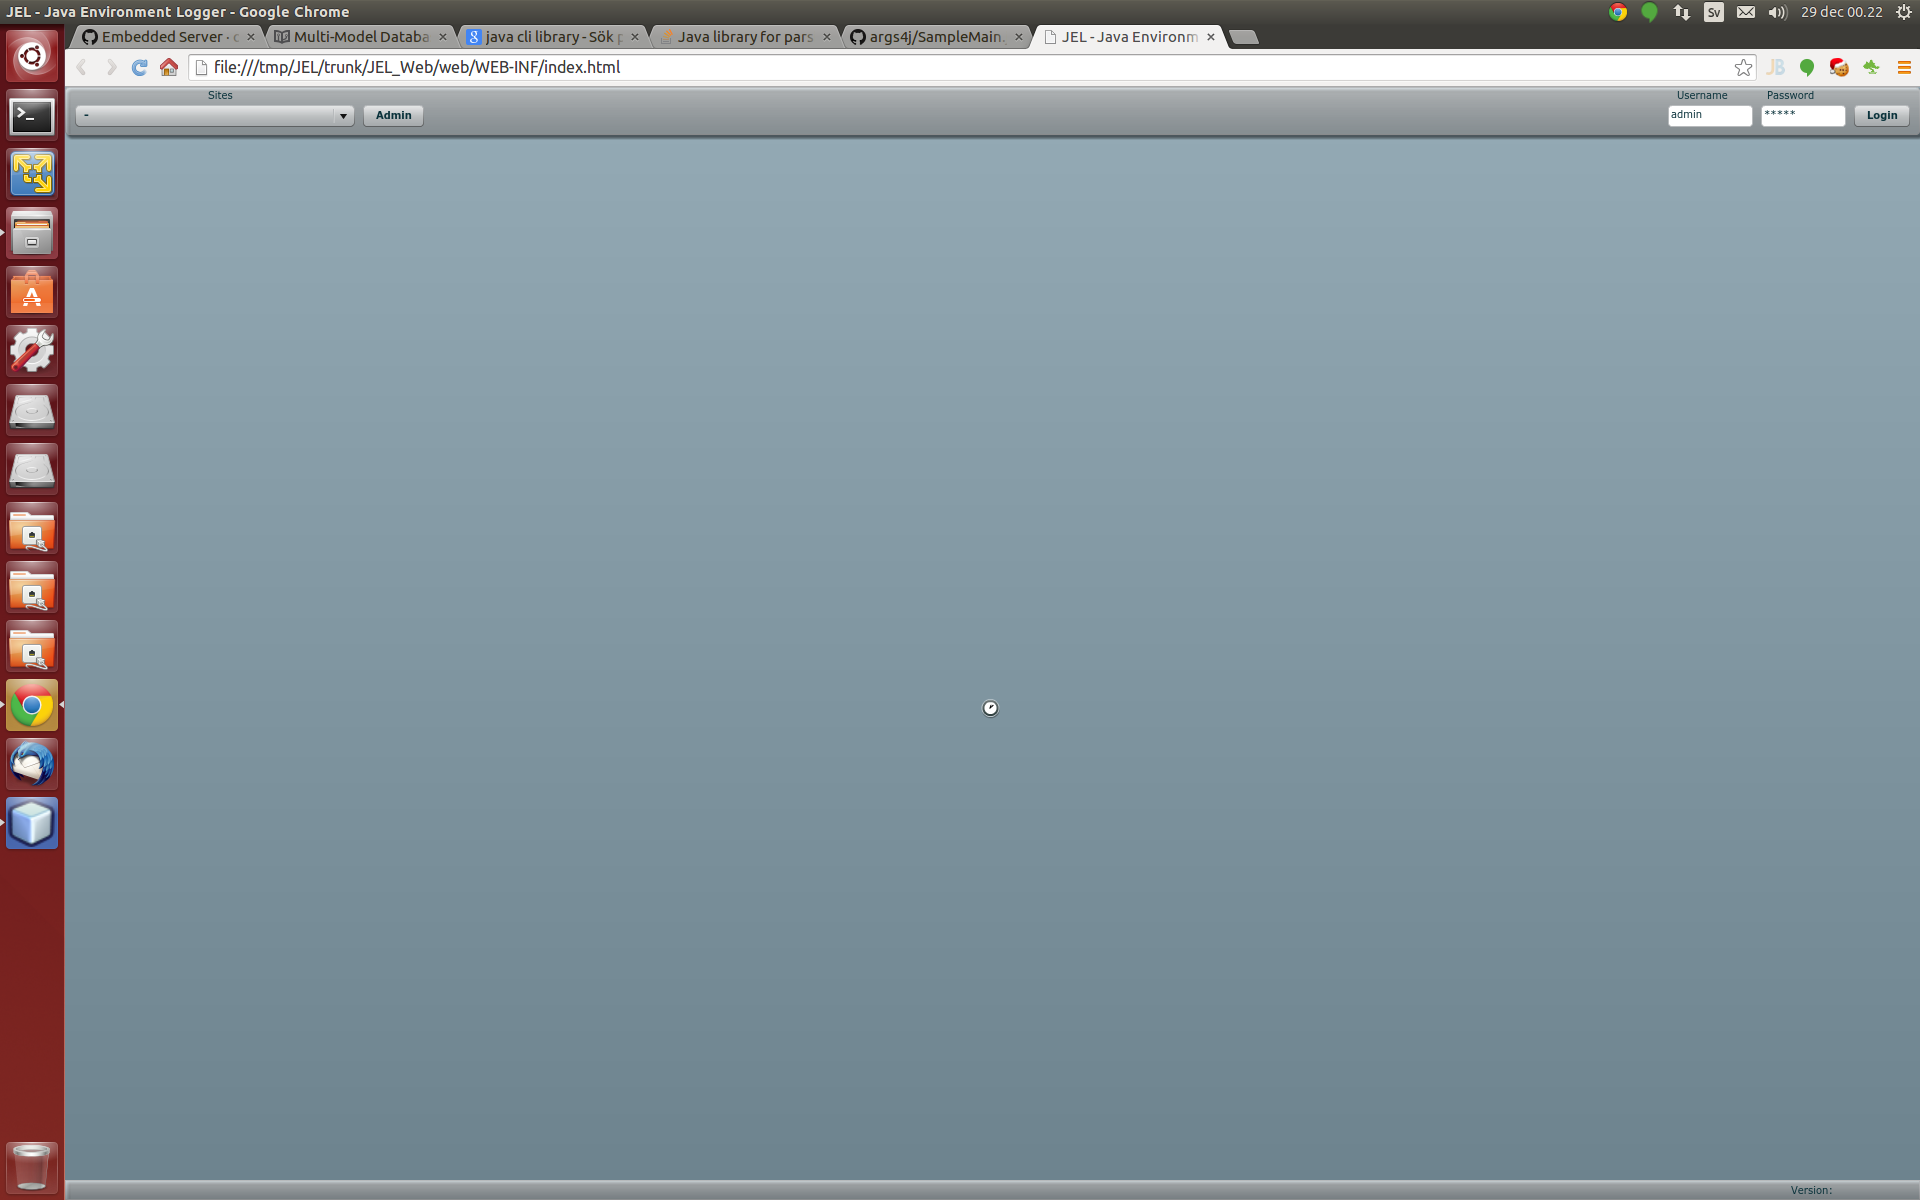 JEL - Java Environment Logger - Google Chrome
Sv
29 dec 00.22
Embedded Server · c
Multi-Model Databa
java cli library - Sök p
Java library for pars
args4j/SampleMain.
JEL - Java Environm
file:///tmp/JEL/trunk/JEL_Web/web/WEB-INF/index.html
JB
Sites
Username
Password
-
Admin
admin
*****
Login
Version: